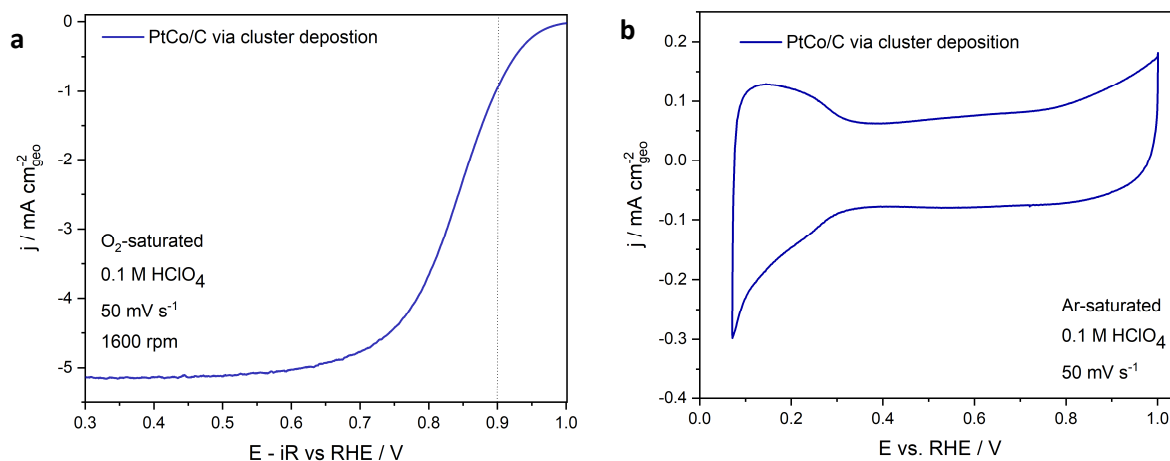 a
PtCo/C via cluster depostion
0
-1
-2
-3
-4
-5
j / mA cm⁻²geo
O₂-saturated
0.1 M HClO₄
50 mV s⁻¹
1600 rpm
0.3 0.4 0.5 0.6 0.7 0.8 0.9 1.0
E - iR vs RHE / V
b
PtCo/C via cluster deposition
0.2
0.1
0.0
-0.1
-0.2
-0.3
-0.4
j / mA cm⁻²geo
Ar-saturated
0.1 M HClO₄
50 mV s⁻¹
0.0 0.2 0.4 0.6 0.8 1.0
E vs. RHE / V